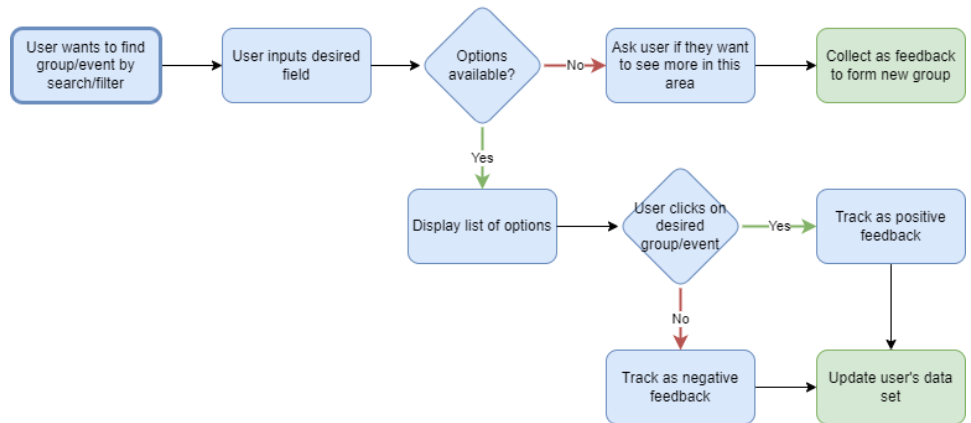 User wants to find
group/event by
search/filter
User inputs desired
field
Options
available?
No
Ask user if they want
to see more in this
area
Collect as feedback
to form new group
Yes
Display list of options
User clicks on
desired
group/event
Yes
Track as positive
feedback
No
Track as negative
feedback
Update user's data
set